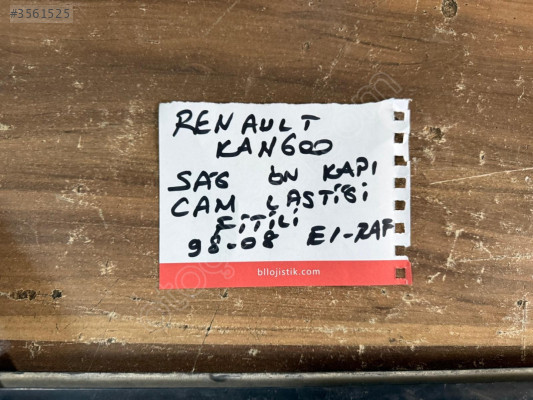 #3561525
RENAULT
KANGOO
SAĞ ÖN KAPI
CAM LASTİĞİ
FİTİLİ
98-08 E1-RAF
bllojistik.com